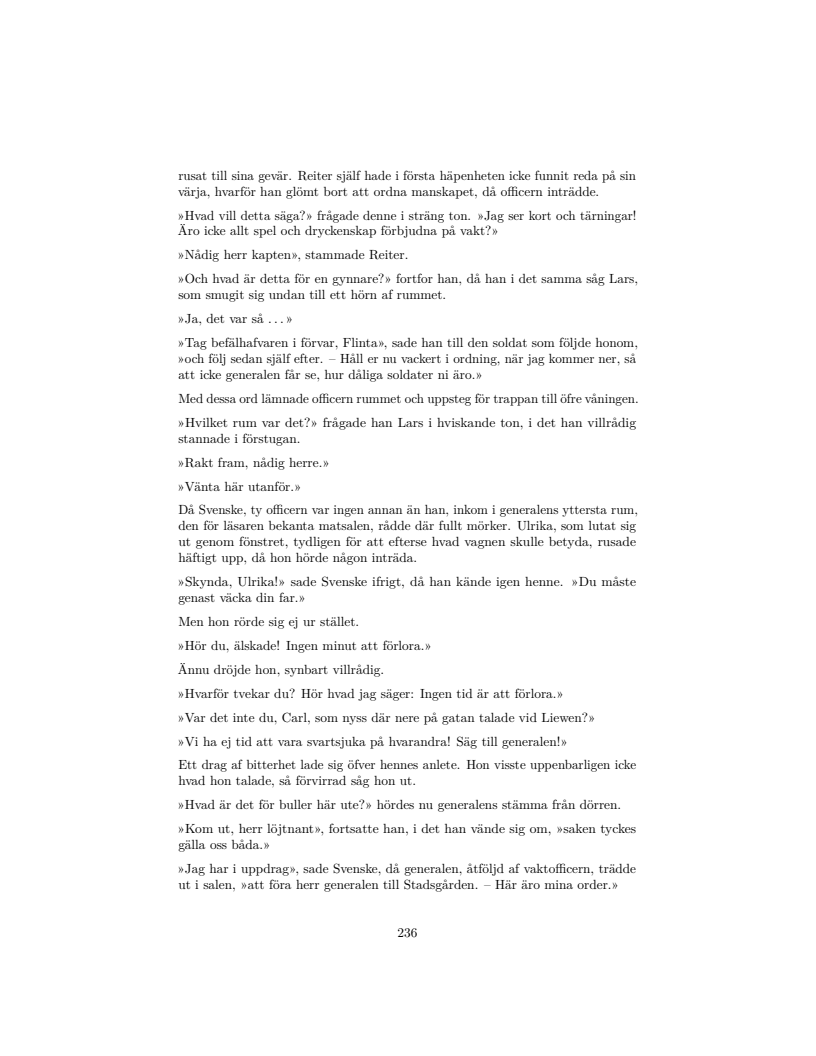 rusat till sina gevär. Reiter själf hade i första häpenheten icke funnit reda på sin
värja, hvarför han glömt bort att ordna manskapet, då officern inträdde.
»Hvad vill detta säga?» frågade denne i sträng ton. »Jag ser kort och tärningar!
Äro icke allt spel och dryckenskap förbjudna på vakt?»
»Nådig herr kapten», stammade Reiter.
»Och hvad är detta för en gynnare?» fortfor han, då han i det samma såg Lars,
som smugit sig undan till ett hörn af rummet.
»Ja, det var så . . . »
»Tag befälhafvaren i förvar, Flinta», sade han till den soldat som följde honom,
»och följ sedan själf efter. – Håll er nu vackert i ordning, när jag kommer ner, så
att icke generalen får se, hur dåliga soldater ni äro.»
Med dessa ord lämnade officern rummet och uppsteg för trappan till öfre våningen.
»Hvilket rum var det?» frågade han Lars i hviskande ton, i det han villrådig
stannade i förstugan.
»Rakt fram, nådig herre.»
»Vänta här utanför.»
Då Svenske, ty officern var ingen annan än han, inkom i generalens yttersta rum,
den för läsaren bekanta matsalen, rådde där fullt mörker. Ulrika, som lutat sig
ut genom fönstret, tydligen för att efterse hvad vagnen skulle betyda, rusade
häftigt upp, då hon hörde någon inträda.
»Skynda, Ulrika!» sade Svenske ifrigt, då han kände igen henne. »Du måste
genast väcka din far.»
Men hon rörde sig ej ur stället.
»Hör du, älskade! Ingen minut att förlora.»
Ännu dröjde hon, synbart villrådig.
»Hvarför tvekar du? Hör hvad jag säger: Ingen tid är att förlora.»
»Var det inte du, Carl, som nyss där nere på gatan talade vid Liewen?»
»Vi ha ej tid att vara svartsjuka på hvarandra! Säg till generalen!»
Ett drag af bitterhet lade sig öfver hennes anlete. Hon visste uppenbarligen icke
hvad hon talade, så förvirrad såg hon ut.
»Hvad är det för buller här ute?» hördes nu generalens stämma från dörren.
»Kom ut, herr löjtnant», fortsatte han, i det han vände sig om, »saken tyckes
gälla oss båda.»
»Jag har i uppdrag», sade Svenske, då generalen, åtföljd af vaktofficern, trädde
ut i salen, »att föra herr generalen till Stadsgården. – Här äro mina order.»
236